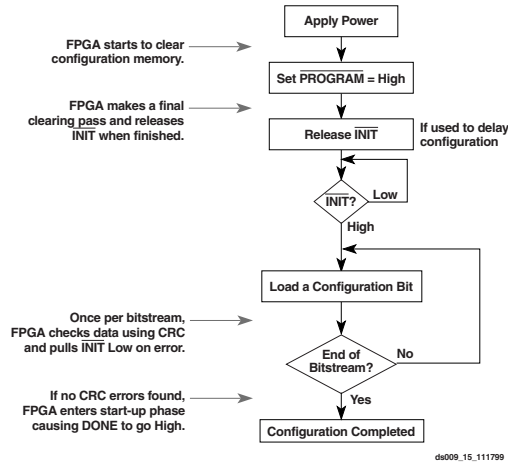 Apply Power
FPGA starts to clear
configuration memory.
Set PROGRAM = High
FPGA makes a final
clearing pass and releases
INIT when finished.
Release INIT
If used to delay
configuration
INIT?
Low
High
Load a Configuration Bit
Once per bitstream,
FPGA checks data using CRC
and pulls INIT Low on error.
End of
Bitstream?
No
Yes
If no CRC errors found,
FPGA enters start-up phase
causing DONE to go High.
Configuration Completed
ds009_15_111799